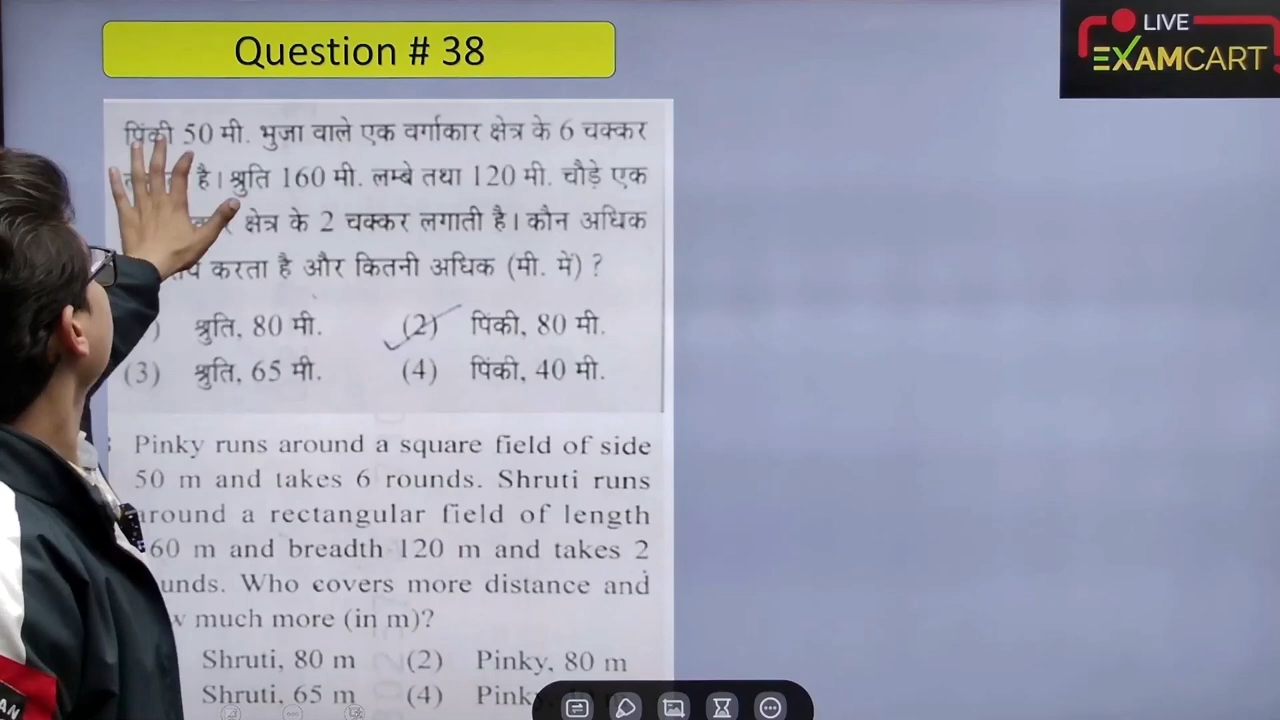 Question # 38
LIVE
EXAMCART
पिंकी 50 मी. भुजा वाले एक वर्गाकार क्षेत्र के 6 चक्कर
है। श्रुति 160 मी. लम्बे तथा 120 मी. चौड़े एक
क्षेत्र के 2 चक्कर लगाती है। कौन अधिक
करता है और कितनी अधिक (मी. में) ?
) श्रुति, 80 मी. (2) पिंकी, 80 मी.
(3) श्रुति, 65 मी. (4) पिंकी, 40 मी.
Pinky runs around a square field of side
50 m and takes 6 rounds. Shruti runs
around a rectangular field of length
60 m and breadth 120 m and takes 2
unds. Who covers more distance and
w much more (in m)?
Shruti, 80 m (2) Pinky, 80 m
Shruti, 65 m (4) Pinky